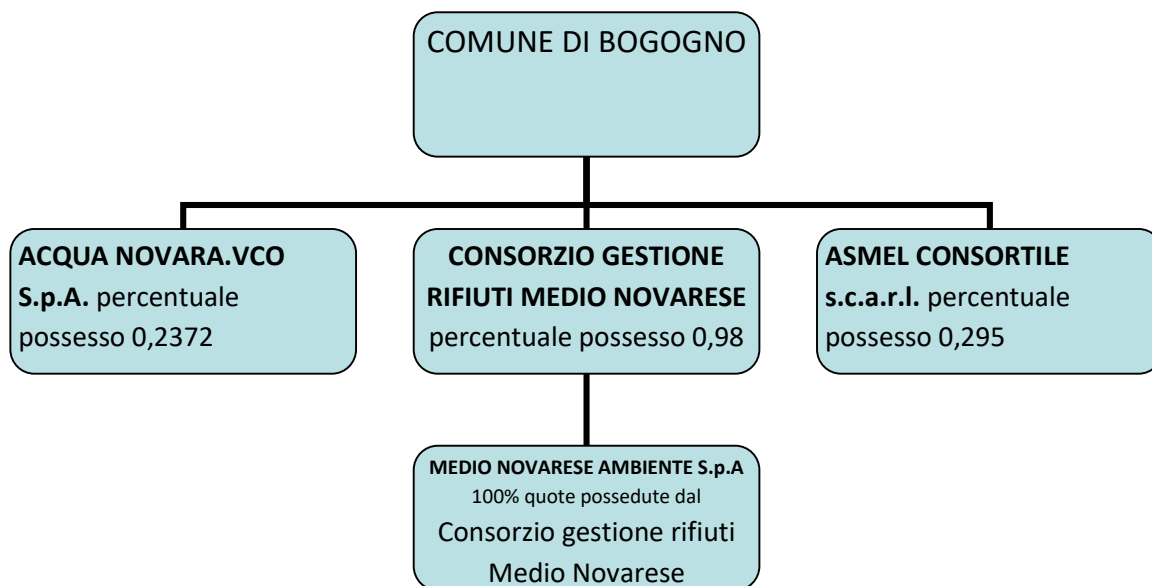 COMUNE DI BOGOGNO
ACQUA NOVARA.VCO
S.p.A. percentuale
possesso 0,2372
CONSORZIO GESTIONE
RIFIUTI MEDIO NOVARESE
percentuale possesso 0,98
ASMEL CONSORTILE
s.c.a.r.l. percentuale
possesso 0,295
MEDIO NOVARESE AMBIENTE S.p.A
100% quote possedute dal
Consorzio gestione rifiuti
Medio Novarese